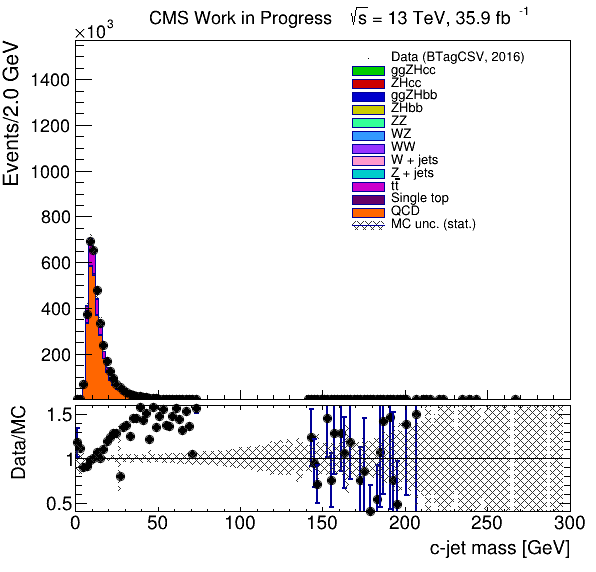 CMS Work in Progress √s = 13 TeV, 35.9 fb -1
×10³
Events/2.0 GeV
1400
1200
1000
800
600
400
200
Data (BTagCSV, 2016)
ggZHcc
ZHcc
ggZHbb
ZHbb
ZZ
WZ
WW
W + jets
Z + jets
tt̄
Single top
QCD
MC unc. (stat.)
Data/MC
1.5
1
0.5
0 50 100 150 200 250 300
c-jet mass [GeV]